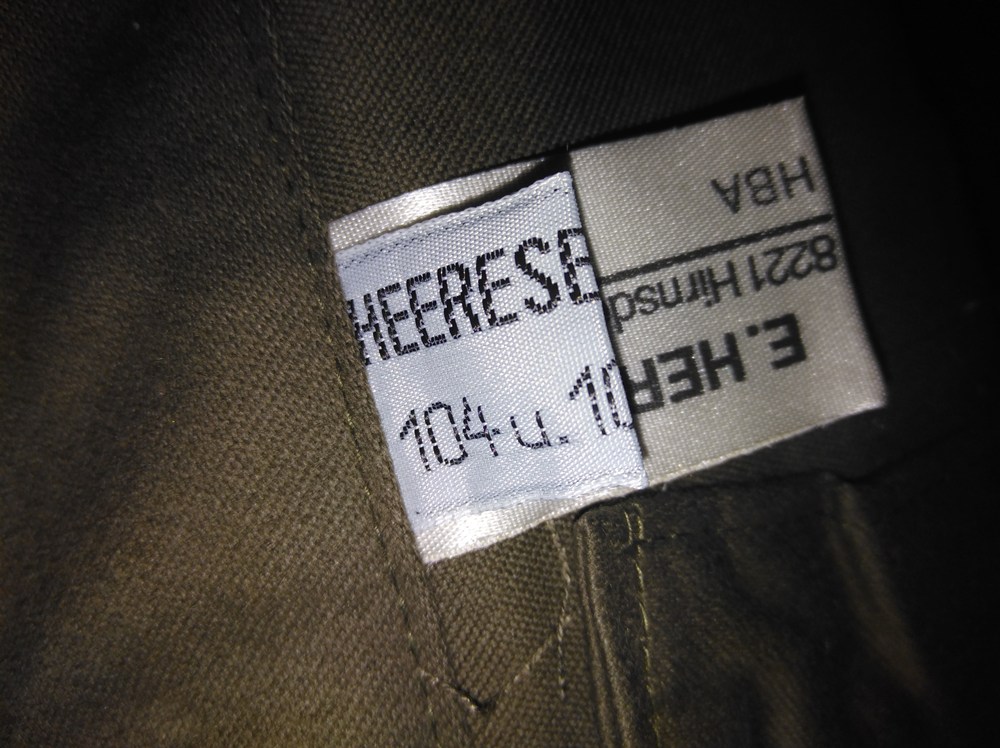 HEERESB
104 u. 10
E. HER
8221 Hirnsd
HBA